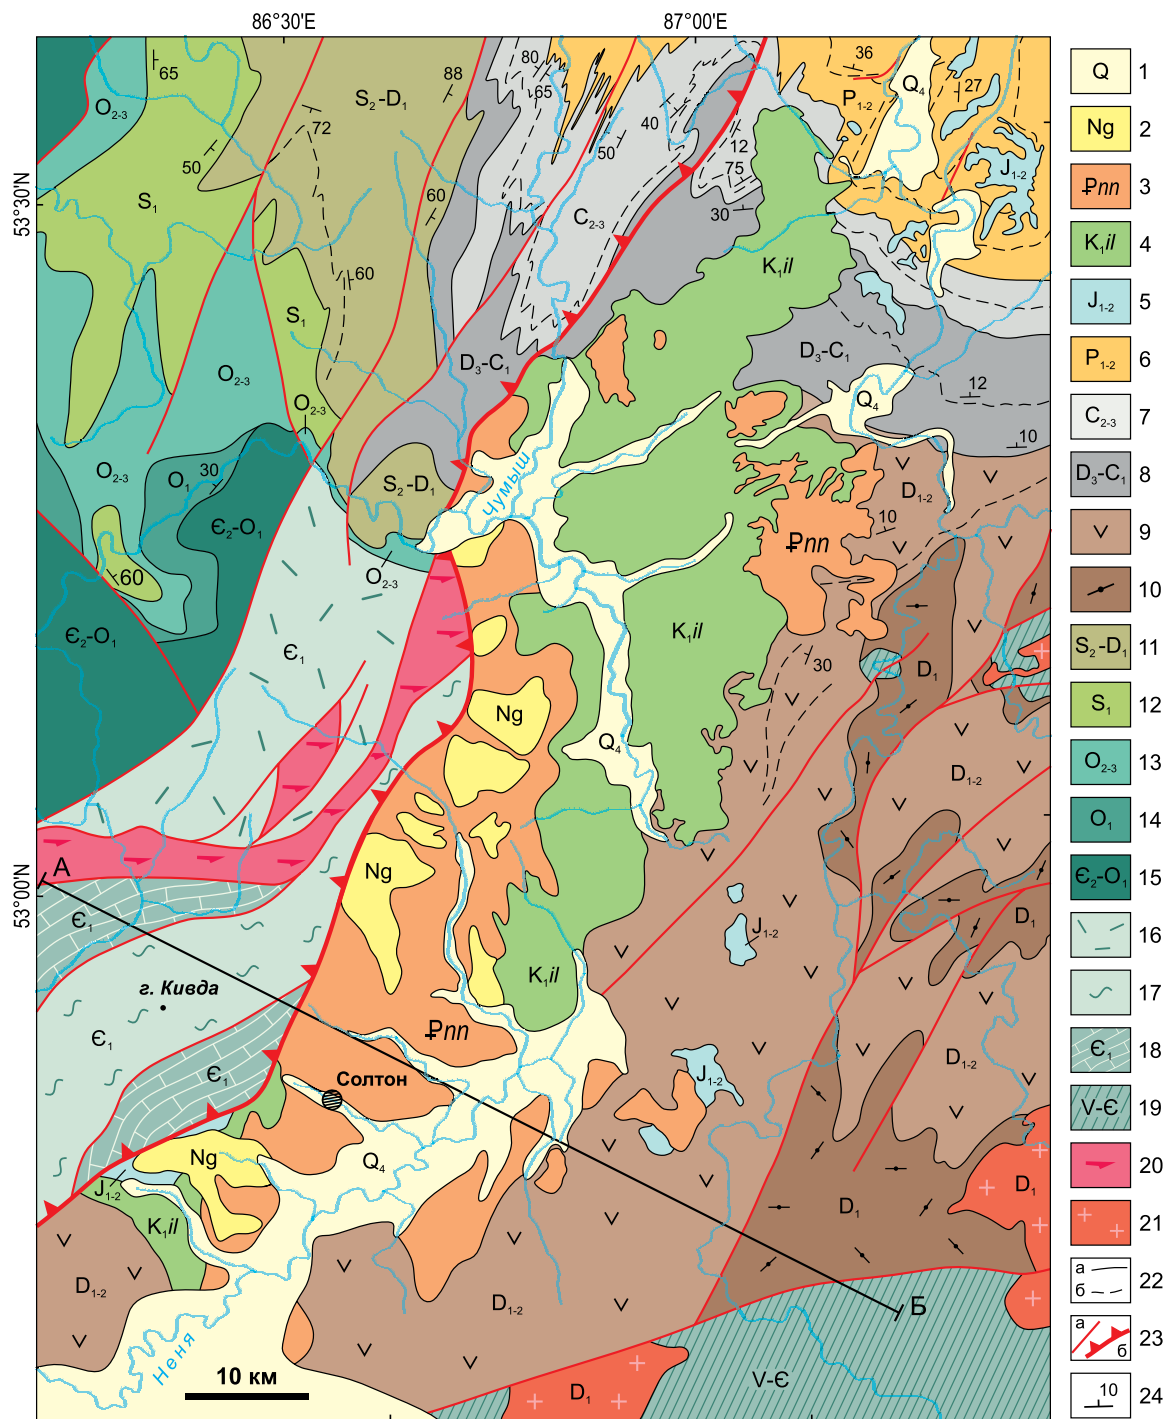 86°30'E 87°00'E
53°30'N
53°00'N
O₂₋₃
65
S₂-D₁
88
72
50
S₁
60
60
80
65
40
50
12
75
30
C₂₋₃
36
P₁₋₂
Q₄
27
J₁₋₂
K₁il
S₁
O₂₋₃
O₂₋₃
D₃-C₁
D₃-C₁
12
Q₄
10
O₂₋₃
O₁
30
S₂-D₁
Чумыш
D₁₋₂
Є₂-O₁
10
Ꝑпп
60
O₂₋₃
Є₂-O₁
Є₁
K₁il
30
D₁
Ng
Q₄
D₁₋₂
А
Ng
Є₁
J₁₋₂
D₁
г. Кивда
K₁il
Є₁
Ꝑпп
D₁₋₂
Є₁
Солтон
J₁₋₂
Ng
Q₄
J₁₋₂
D₁
K₁il
D₁
D₁₋₂
D₁₋₂
Б
Неня
10 км
D₁
V-Є
Q 1
Ng 2
Ꝑпп 3
K₁il 4
J₁₋₂ 5
P₁₋₂ 6
C₂₋₃ 7
D₃-C₁ 8
9
10
S₂-D₁ 11
S₁ 12
O₂₋₃ 13
O₁ 14
Є₂-O₁ 15
16
17
Є₁ 18
V-Є 19
20
21
а
б 22
а
б 23
10 24